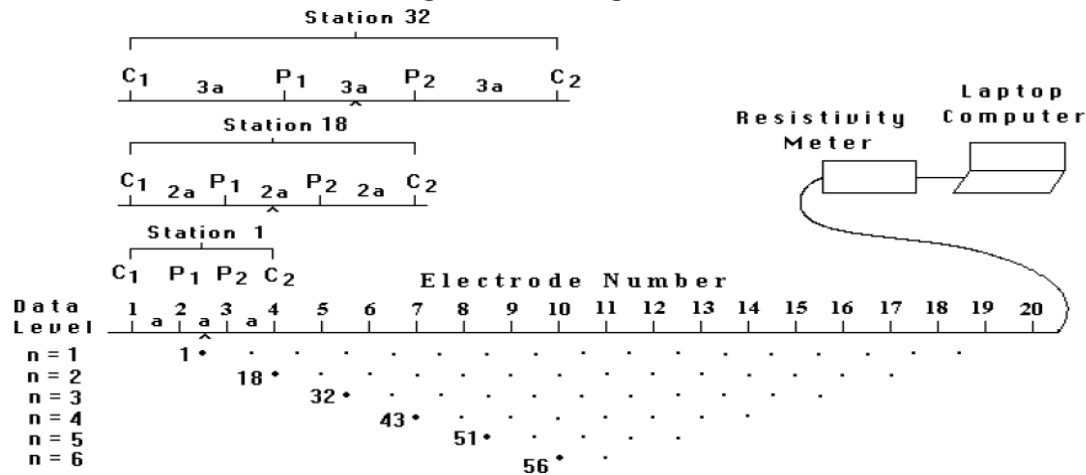 Station 32
C1 3a P1 3a P2 3a C2
Station 18
C1 2a P1 2a P2 2a C2
Station 1
C1 P1 P2 C2
Resistivity Meter
Laptop Computer
Electrode Number
Data Level
1 2 3 4 5 6 7 8 9 10 11 12 13 14 15 16 17 18 19 20
a a a
n = 1 1
n = 2 18
n = 3 32
n = 4 43
n = 5 51
n = 6 56